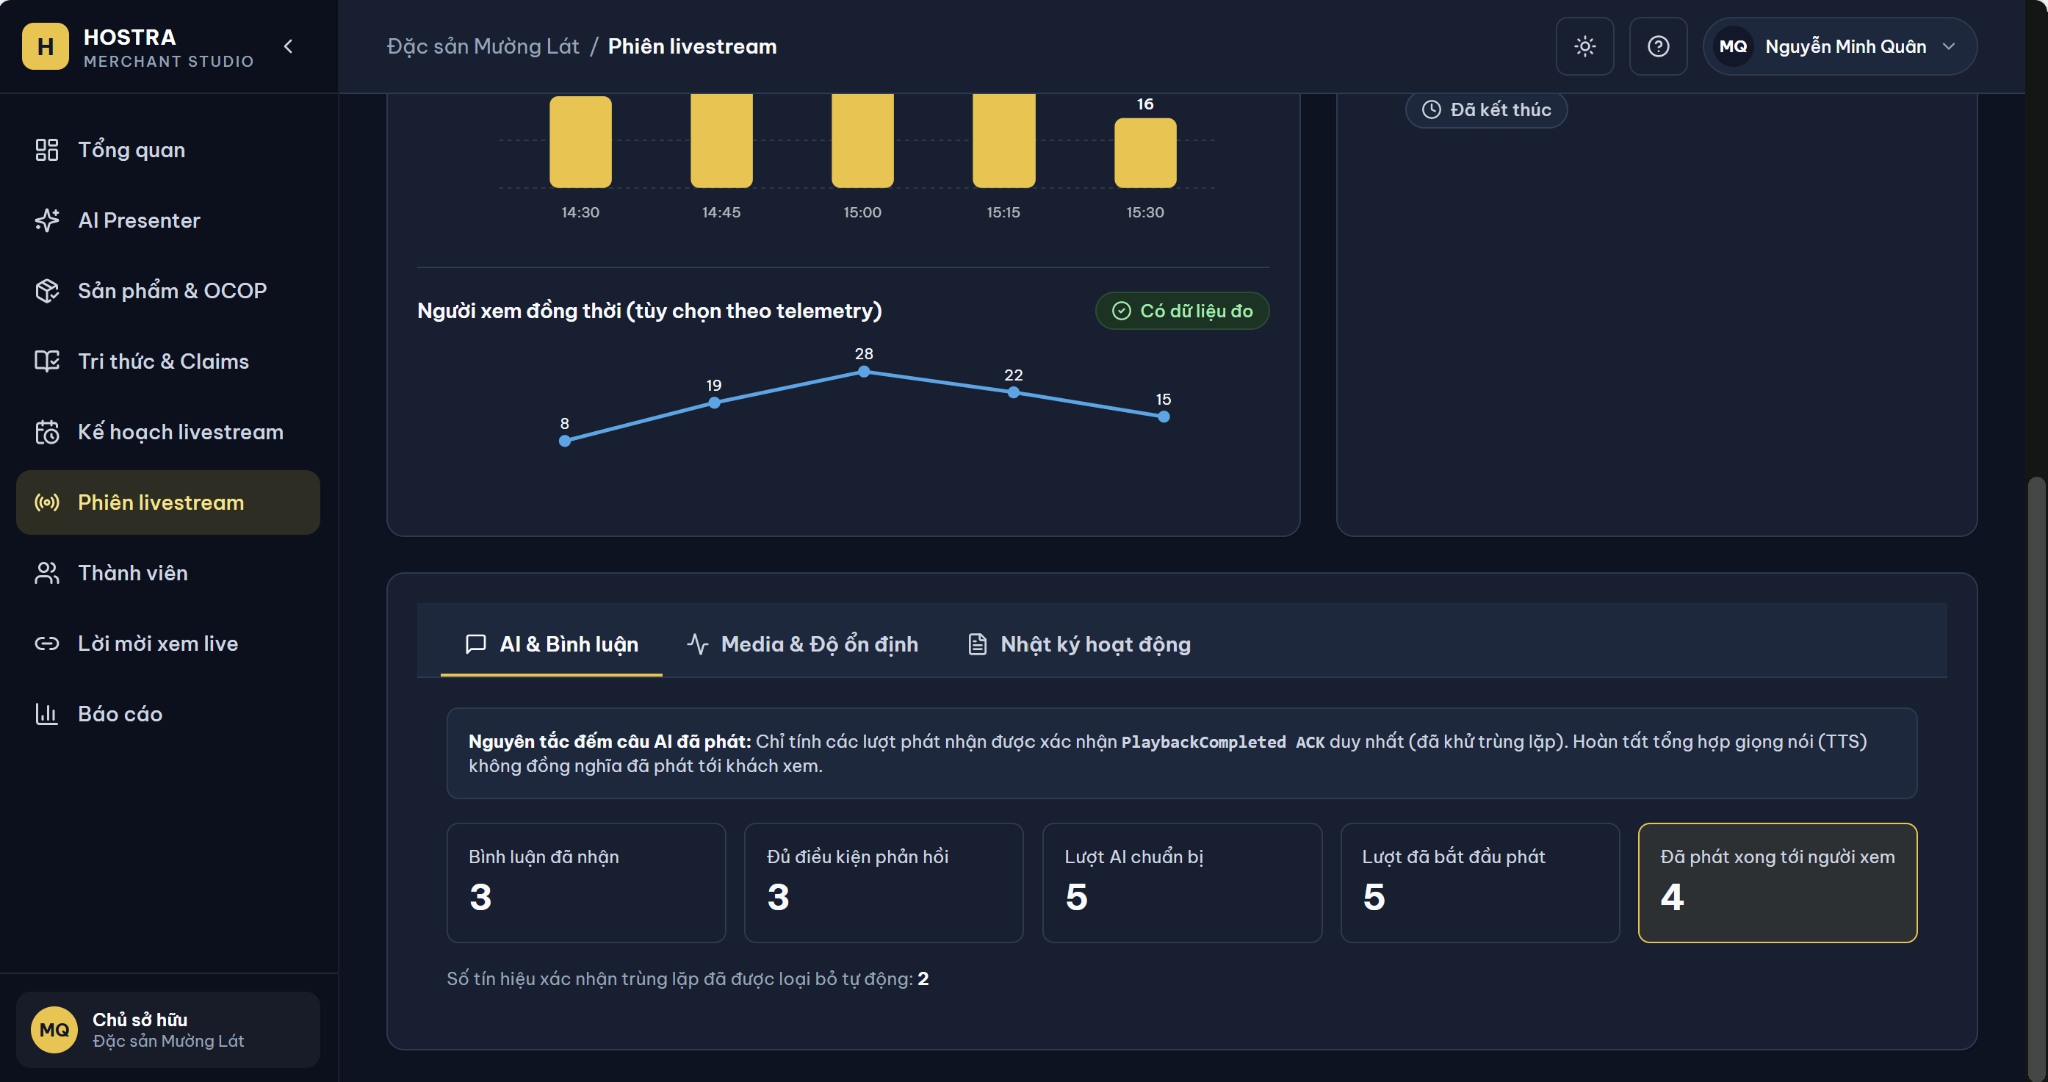 H
HOSTRA
MERCHANT STUDIO
Đặc sản Mường Lát / Phiên livestream
MQ Nguyễn Minh Quân
Tổng quan
AI Presenter
Sản phẩm & OCOP
Tri thức & Claims
Kế hoạch livestream
Phiên livestream
Thành viên
Lời mời xem live
Báo cáo
MQ
Chủ sở hữu
Đặc sản Mường Lát
16
14:30 14:45 15:00 15:15 15:30
Đã kết thúc
Người xem đồng thời (tùy chọn theo telemetry)
Có dữ liệu đo
8 19 28 22 15
AI & Bình luận Media & Độ ổn định Nhật ký hoạt động
Nguyên tắc đếm câu AI đã phát: Chỉ tính các lượt phát nhận được xác nhận PlaybackCompleted ACK duy nhất (đã khử trùng lặp). Hoàn tất tổng hợp giọng nói (TTS)
không đồng nghĩa đã phát tới khách xem.
Bình luận đã nhận
3
Đủ điều kiện phản hồi
3
Lượt AI chuẩn bị
5
Lượt đã bắt đầu phát
5
Đã phát xong tới người xem
4
Số tín hiệu xác nhận trùng lặp đã được loại bỏ tự động: 2